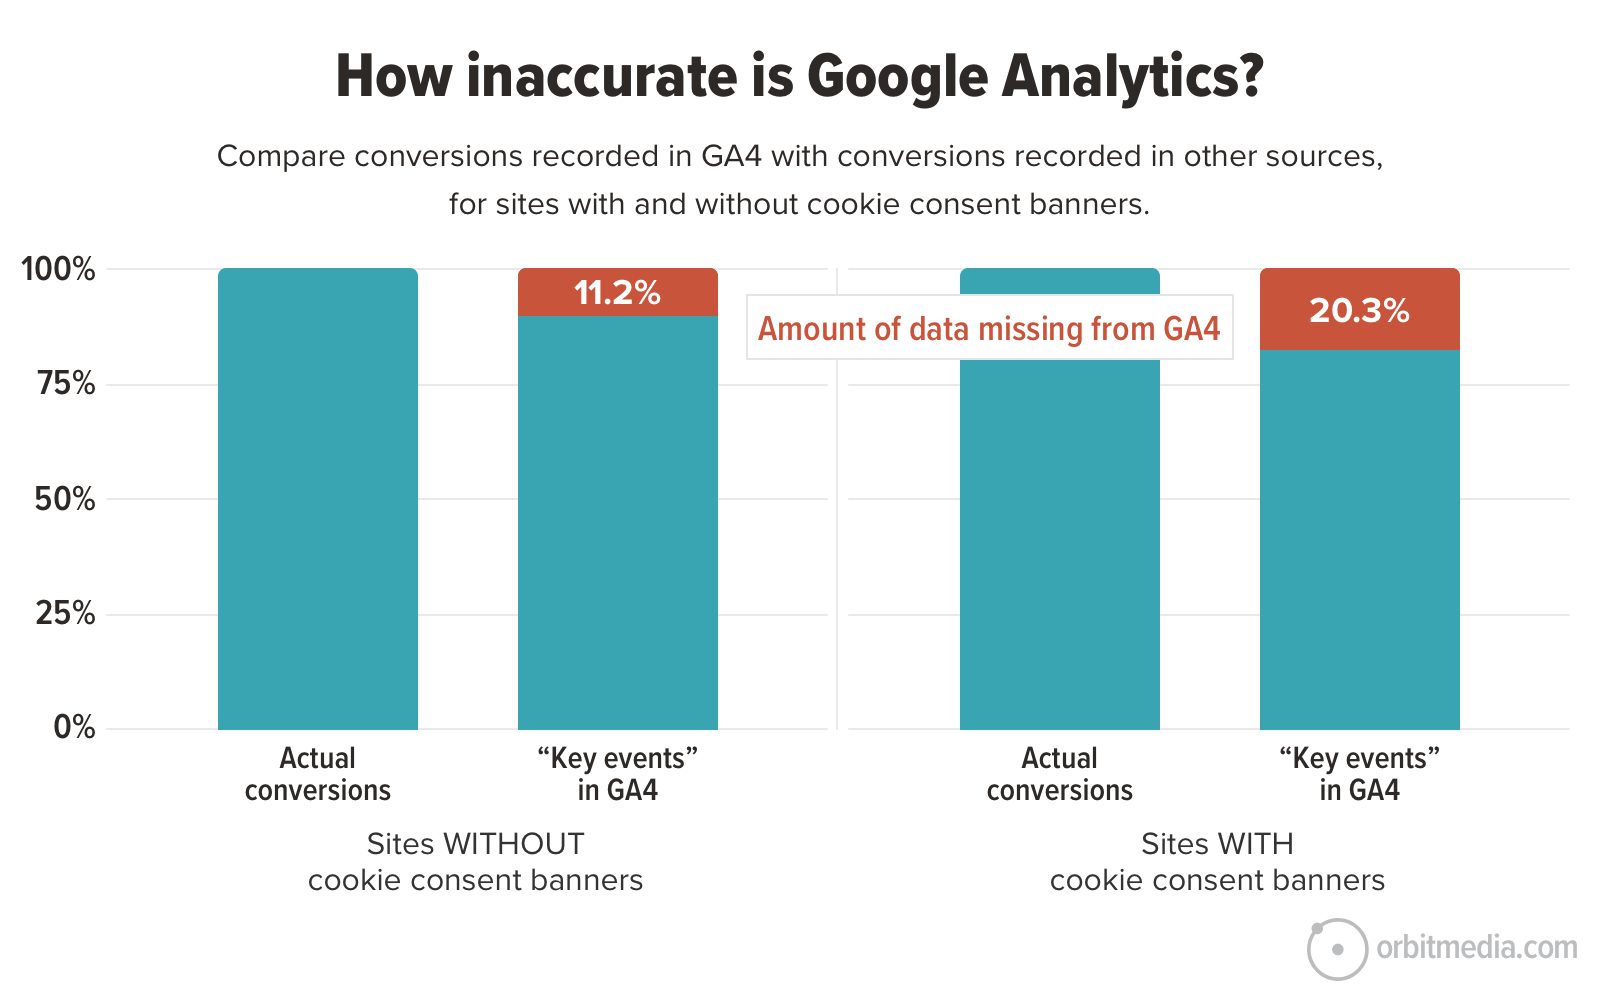 How inaccurate is Google Analytics?
Compare conversions recorded in GA4 with conversions recorded in other sources,
for sites with and without cookie consent banners.
100%
75%
50%
25%
0%
11.2%
Amount of data missing from GA4
20.3%
Actual
conversions
“Key events”
in GA4
Actual
conversions
“Key events”
in GA4
Sites WITHOUT
cookie consent banners
Sites WITH
cookie consent banners
orbitmedia.com